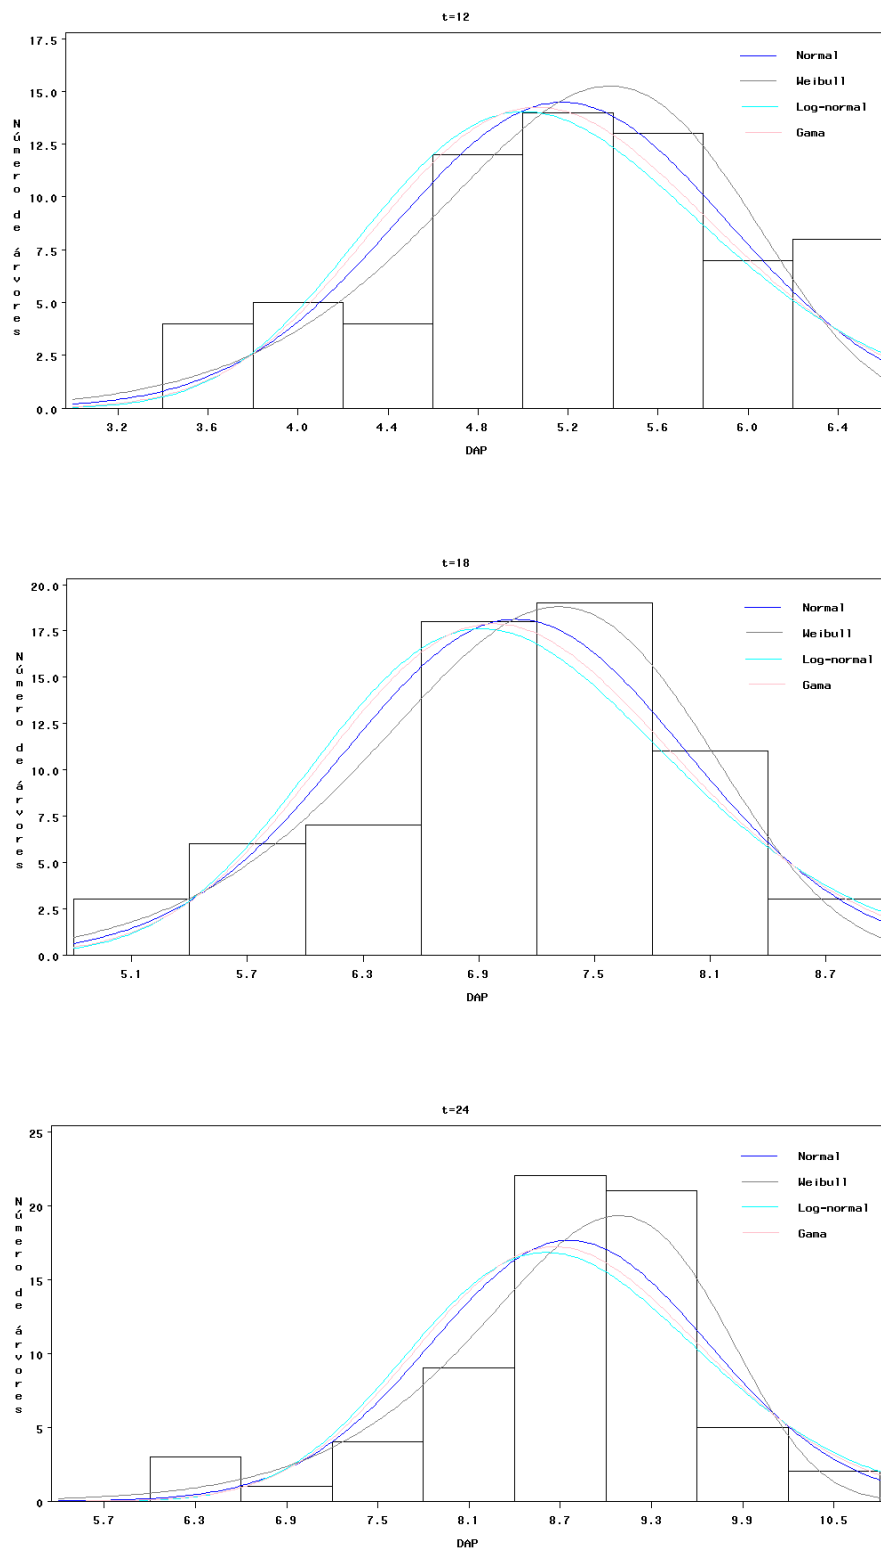 t=12
17.5
15.0
12.5
10.0
7.5
5.0
2.5
0.0
Número de árvores
Normal
Weibull
Log-normal
Gama
3.2 3.6 4.0 4.4 4.8 5.2 5.6 6.0 6.4
DAP
t=18
20.0
17.5
15.0
12.5
10.0
7.5
5.0
2.5
0.0
Número de árvores
Normal
Weibull
Log-normal
Gama
5.1 5.7 6.3 6.9 7.5 8.1 8.7
DAP
t=24
25
20
15
10
5
0
Número de árvores
Normal
Weibull
Log-normal
Gama
5.7 6.3 6.9 7.5 8.1 8.7 9.3 9.9 10.5
DAP